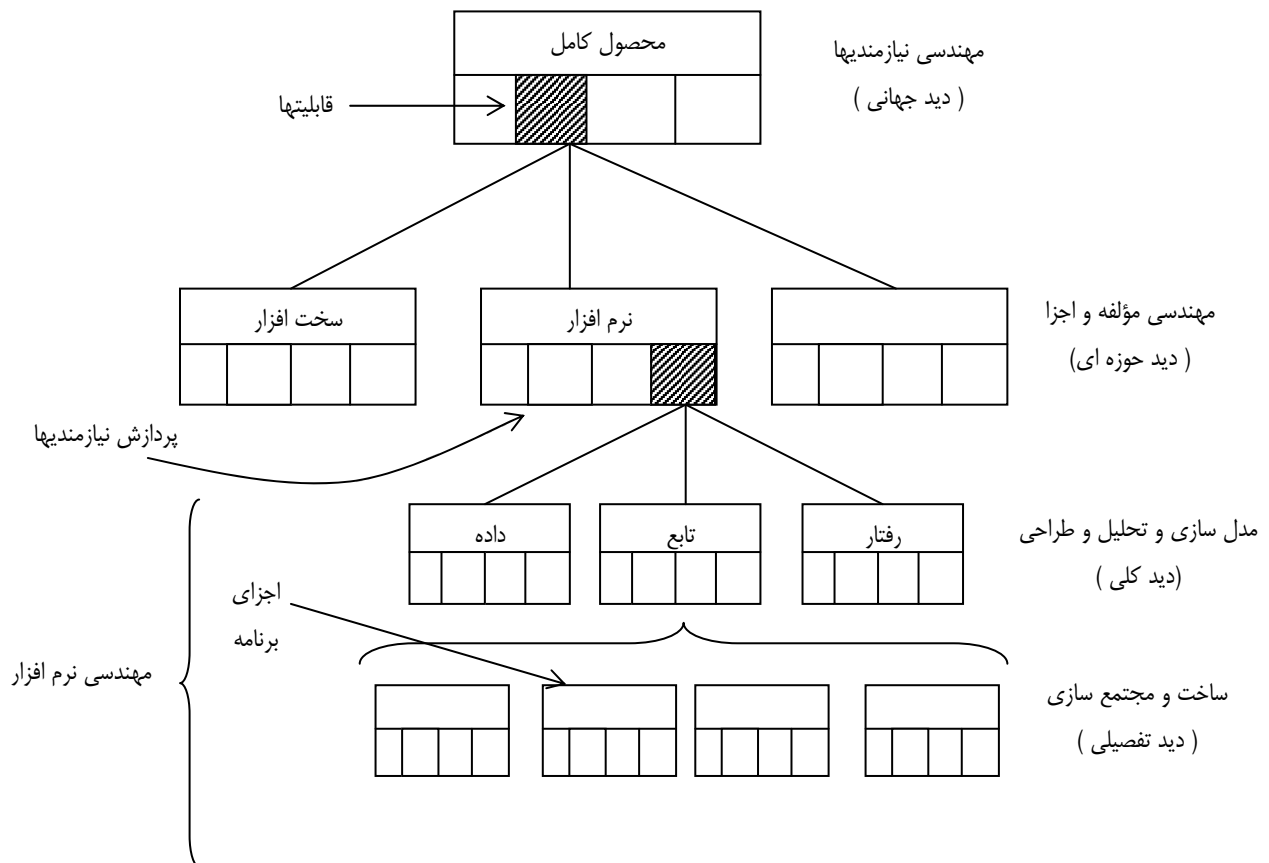 محصول کامل
مهندسی نیازمندیها
( دید جهانی )
قابلیتها
مهندسی مؤلفه و اجزا
( دید حوزه ای)
نرم افزار
سخت افزار
پردازش نیازمندیها
مدل سازی و تحلیل و طراحی
(دید کلی )
رفتار
تابع
داده
اجزای
برنامه
مهندسی نرم افزار
ساخت و مجتمع سازی
( دید تفصیلی )